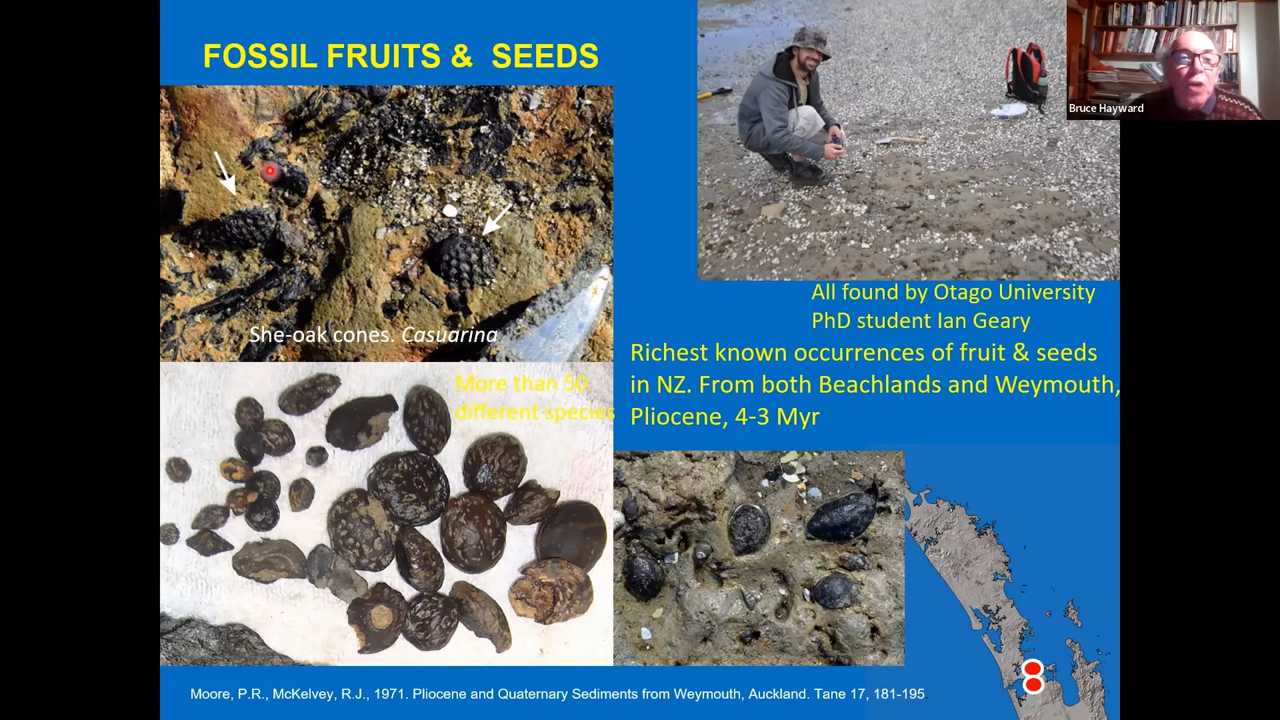 FOSSIL FRUITS & SEEDS
Bruce Hayward
She-oak cones. Casuarina
All found by Otago University
PhD student Ian Geary
Richest known occurrences of fruit & seeds
in NZ. From both Beachlands and Weymouth,
Pliocene, 4-3 Myr
More than 50
different species
Moore, P.R., McKelvey, R.J., 1971. Pliocene and Quaternary Sediments from Weymouth, Auckland. Tane 17, 181-195.